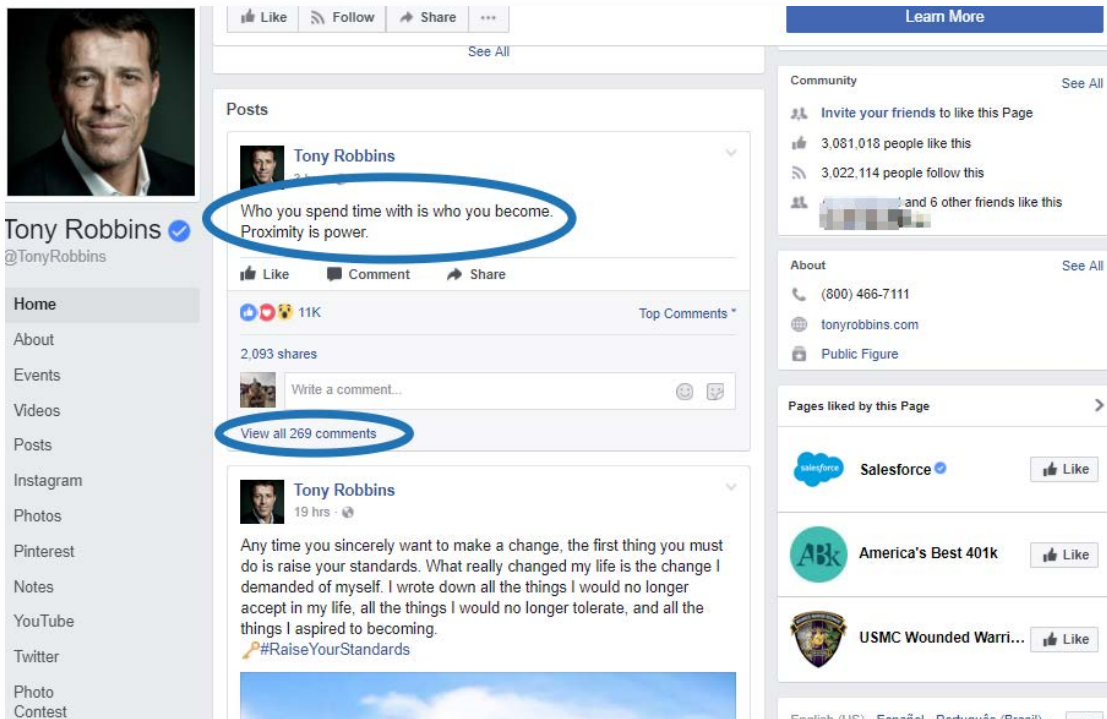 Like Follow Share ...
See All
Learn More
Tony Robbins
@TonyRobbins
Home
About
Events
Videos
Posts
Instagram
Photos
Pinterest
Notes
YouTube
Twitter
Photo
Contest
Posts
Tony Robbins
Who you spend time with is who you become.
Proximity is power.
Like Comment Share
11K Top Comments
2,093 shares
Write a comment...
View all 269 comments
Tony Robbins
19 hrs ·
Any time you sincerely want to make a change, the first thing you must
do is raise your standards. What really changed my life is the change I
demanded of myself. I wrote down all the things I would no longer
accept in my life, all the things I would no longer tolerate, and all the
things I aspired to becoming.
#RaiseYourStandards
Community See All
Invite your friends to like this Page
3,081,018 people like this
3,022,114 people follow this
and 6 other friends like this
About See All
(800) 466-7111
tonyrobbins.com
Public Figure
Pages liked by this Page
salesforce
Salesforce Like
ABk
America's Best 401k Like
USMC Wounded Warri... Like
English (US) · Español · Português (Brasil) ·